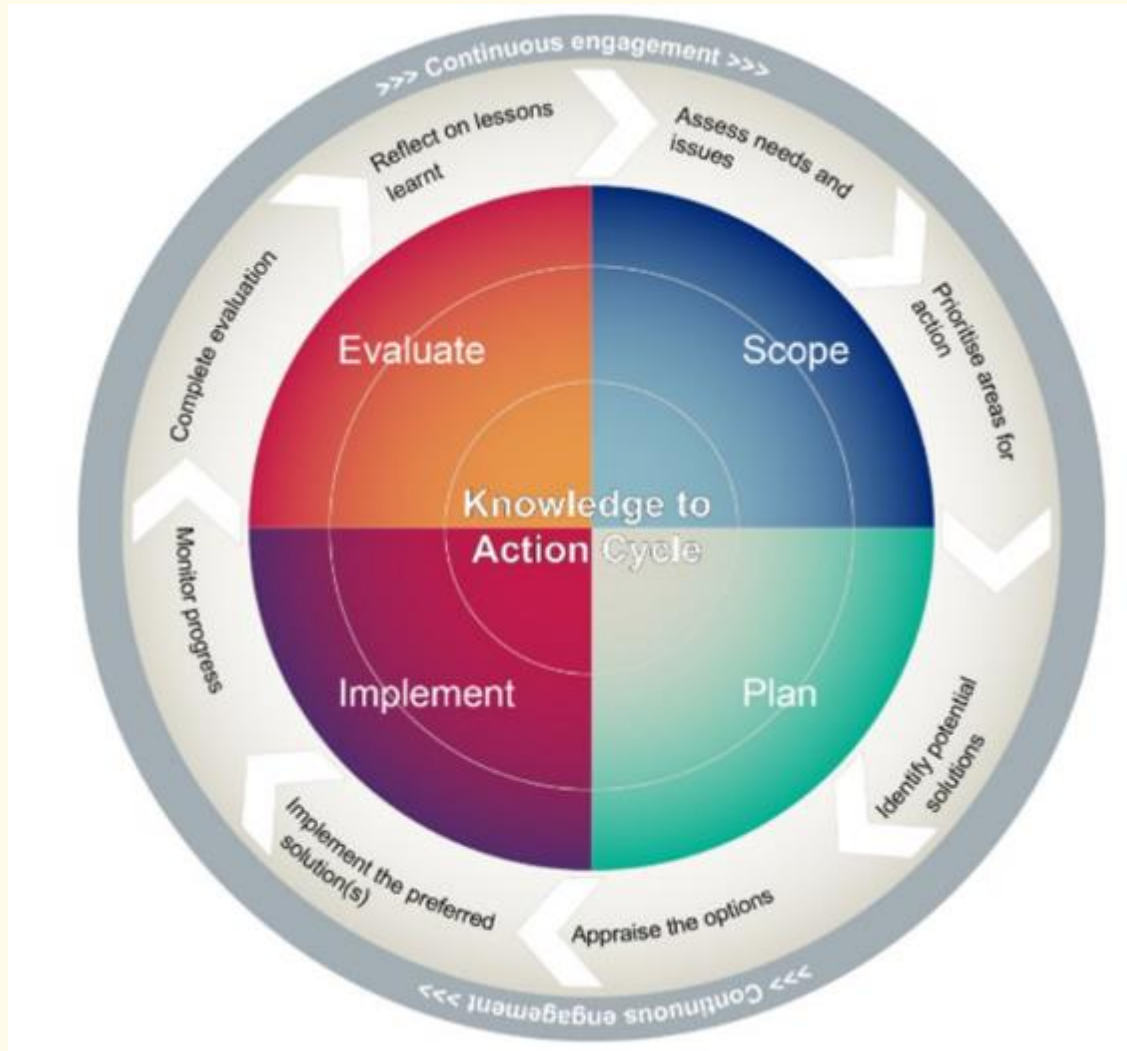 >>> Continuous engagement >>>
Assess needs and
issues
Prioritise areas for
action
Identify potential
solutions
Appraise the options
Implement the preferred
solution(s)
Monitor progress
Complete evaluation
Reflect on lessons
learnt
Evaluate
Scope
Knowledge to
Action Cycle
Implement
Plan
>>> Continuous engagement >>>